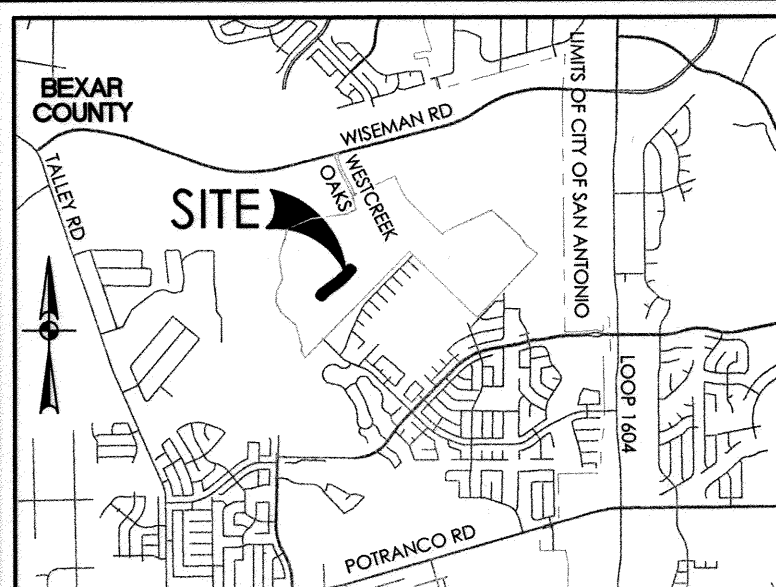 BEXAR
COUNTY
WISEMAN RD
LIMITS OF CITY OF SAN ANTONIO
TALLEY RD
WESTCREEK
OAKS
SITE
LOOP 1604
POTRANCO RD